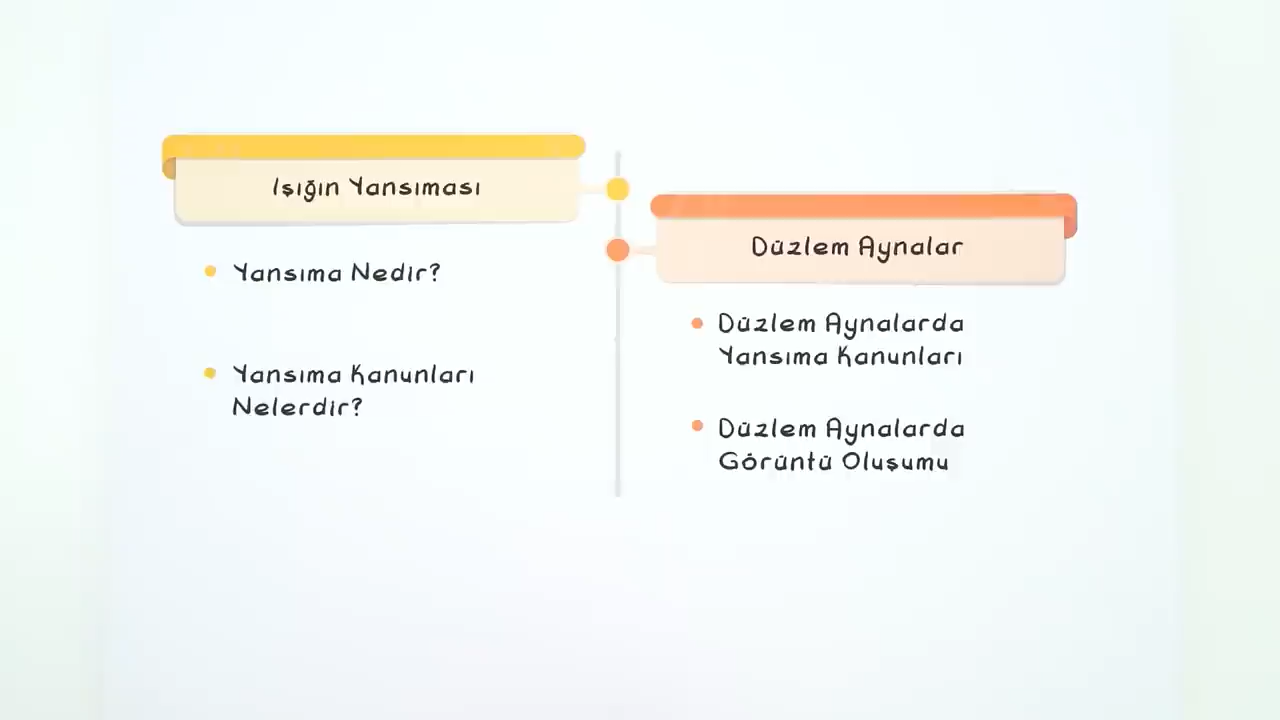 Işığın Yansıması
Yansıma Nedir?
Yansıma Kanunları
Nelerdir?
Düzlem Aynalar
Düzlem Aynalarda
Yansıma Kanunları
Düzlem Aynalarda
Görüntü Oluşumu